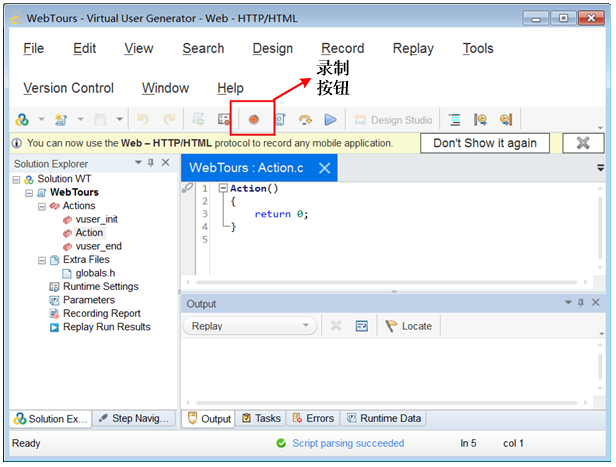 WebTours - Virtual User Generator - Web - HTTP/HTML
File Edit View Search Design Record Replay Tools
Version Control Window Help
录制
按钮
Design Studio
You can now use the Web – HTTP/HTML protocol to record any mobile application. Don't Show it again
Solution Explorer
Solution WT
WebTours
Actions
vuser_init
Action
vuser_end
Extra Files
globals.h
Runtime Settings
Parameters
Recording Report
Replay Run Results
WebTours : Action.c
1 Action()
2 {
3 return 0;
4 }
5
Output
Replay Locate
Solution Ex... Step Navig... Output Tasks Errors Runtime Data
Ready Script parsing succeeded ln 5 col 1